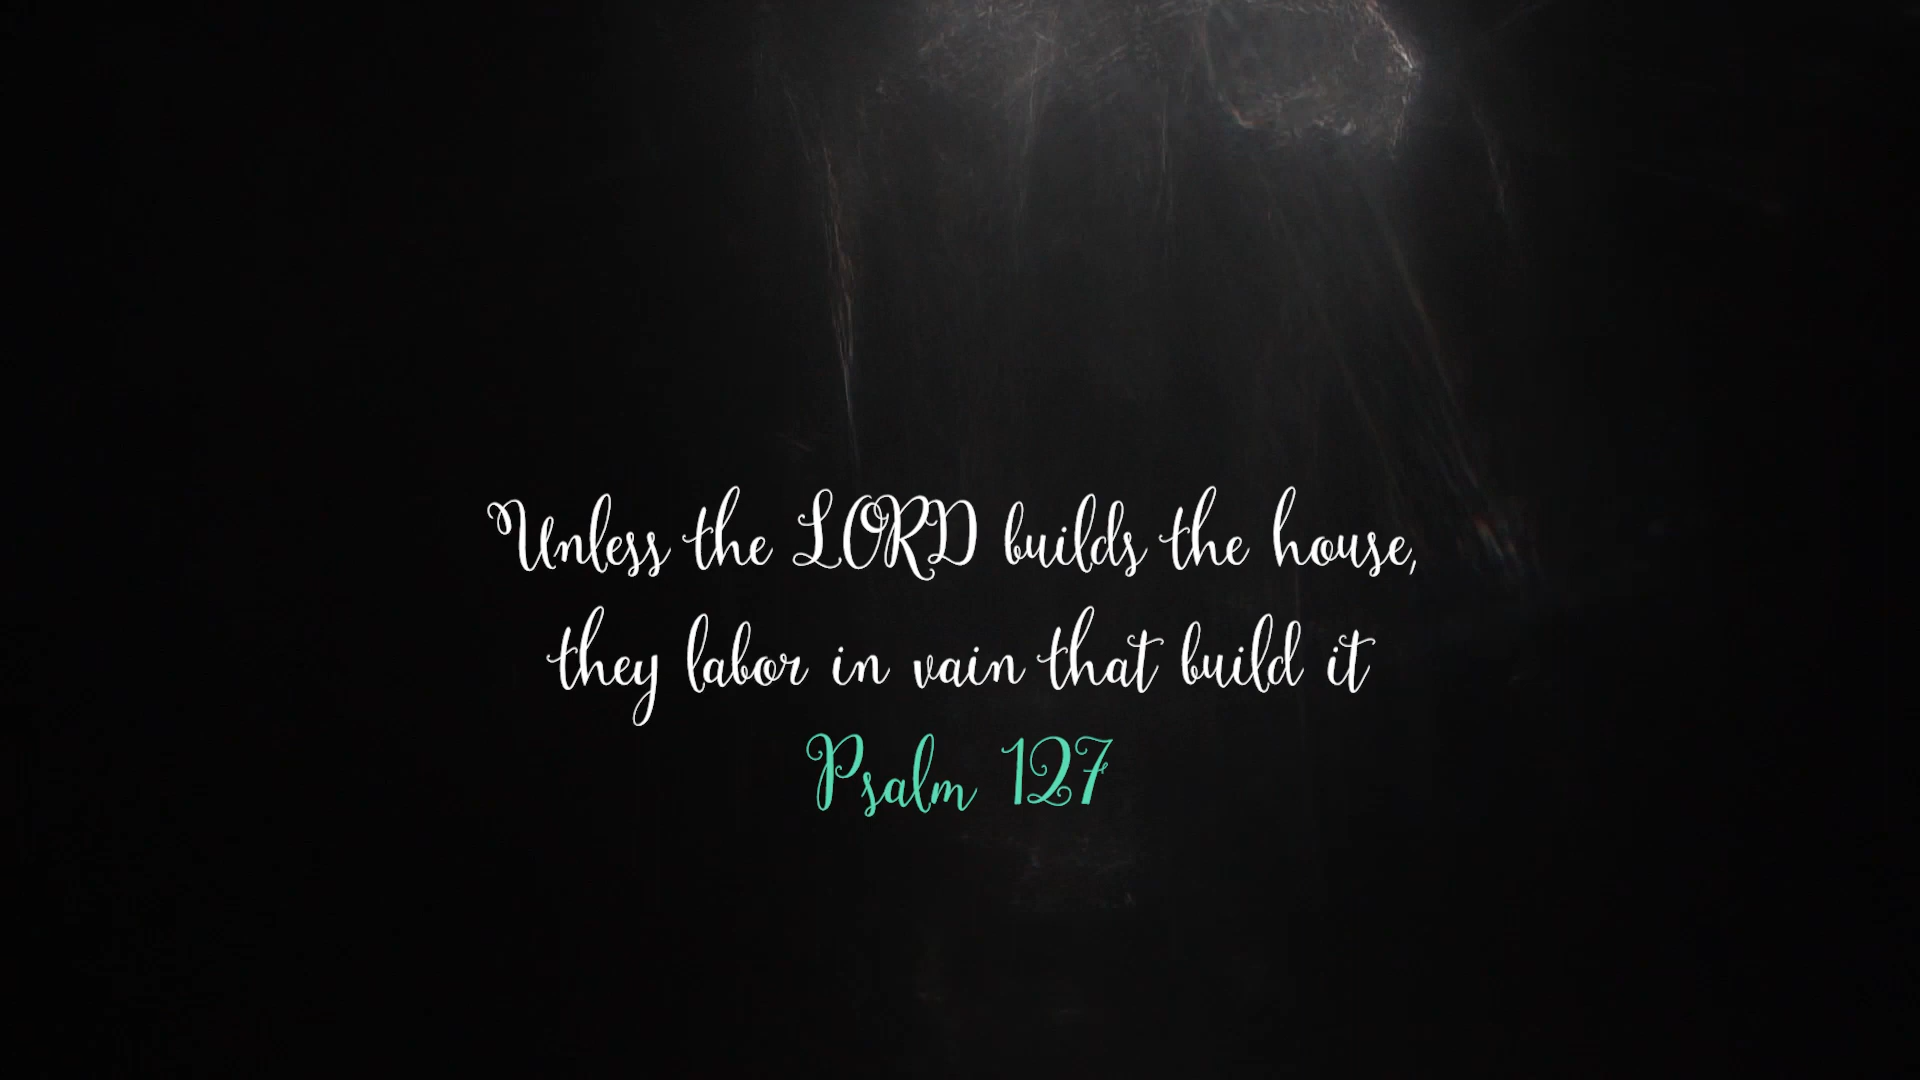 Unless the LORD builds the house,
they labor in vain that build it
Psalm 127